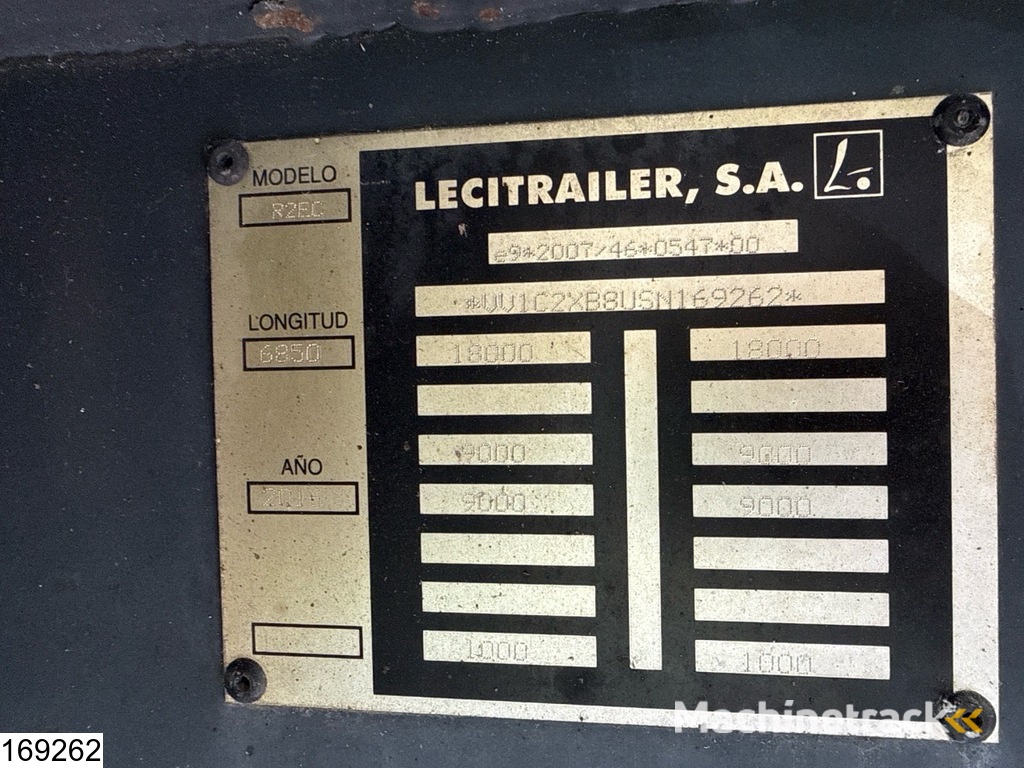 MODELO
R2EC
LONGITUD
6850
AÑO
LECITRAILER, S.A.
L.
e9*2007/46*0547*00
*VV1C2XB8USN169262*
18000 18000
9000 9000
9000 9000
1000 1000
Machinetrack
169262